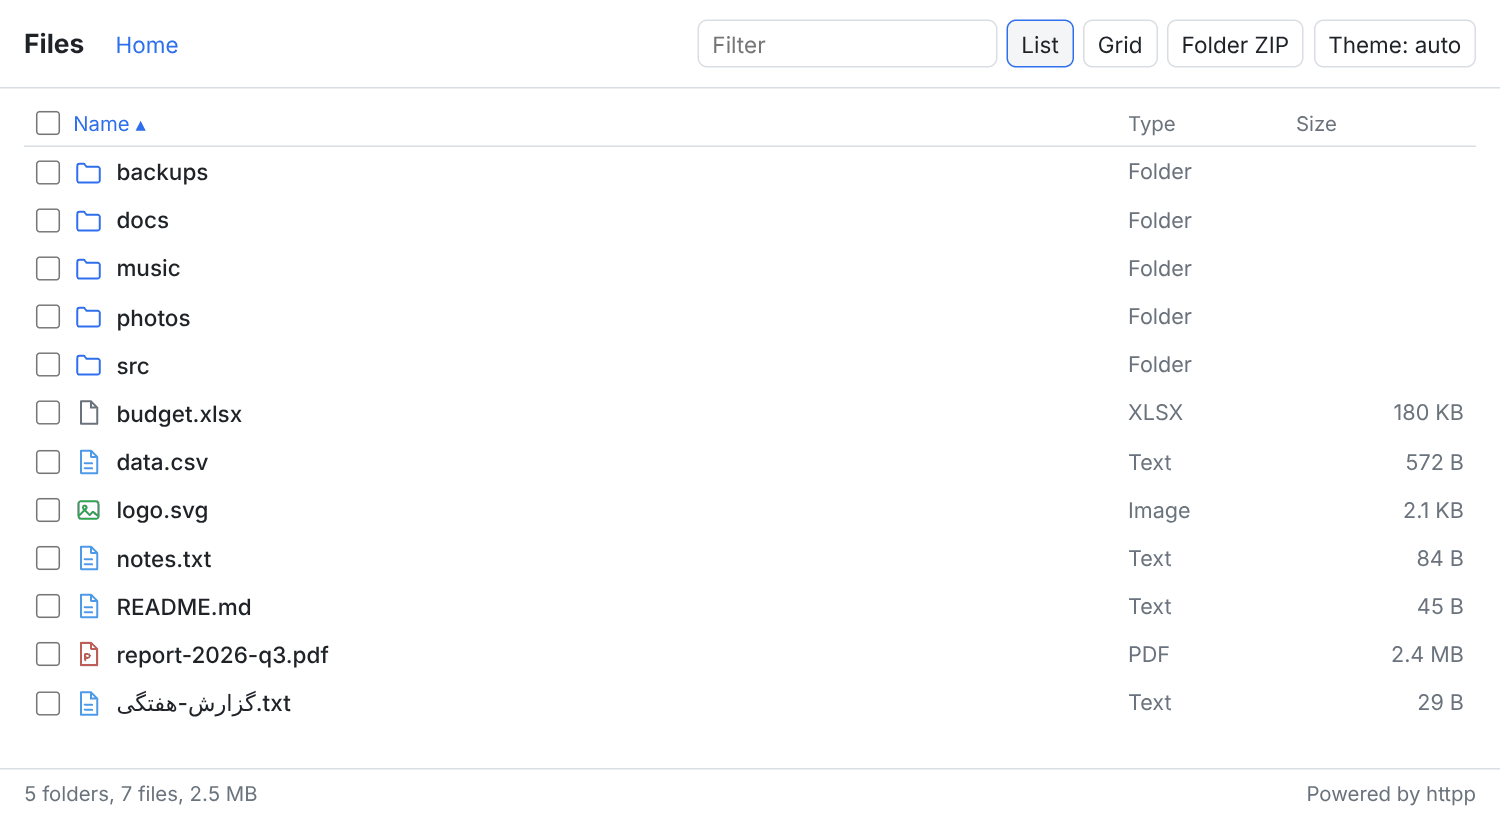 Files Home Filter List Grid Folder ZIP Theme: auto
Name ▲ Type Size
backups Folder
docs Folder
music Folder
photos Folder
src Folder
budget.xlsx XLSX 180 KB
data.csv Text 572 B
logo.svg Image 2.1 KB
notes.txt Text 84 B
README.md Text 45 B
report-2026-q3.pdf PDF 2.4 MB
گزارش-هفتگی.txt Text 29 B
5 folders, 7 files, 2.5 MB Powered by httpp